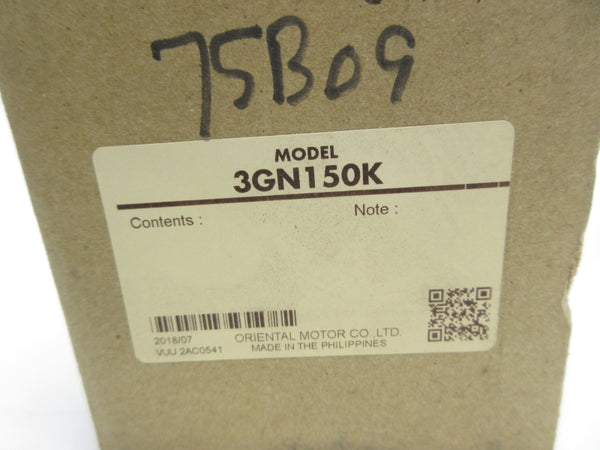 75B09
MODEL
3GN150K
Contents :
Note :
2018/07
VUU 2AC0541
ORIENTAL MOTOR CO.,LTD.
MADE IN THE PHILIPPINES